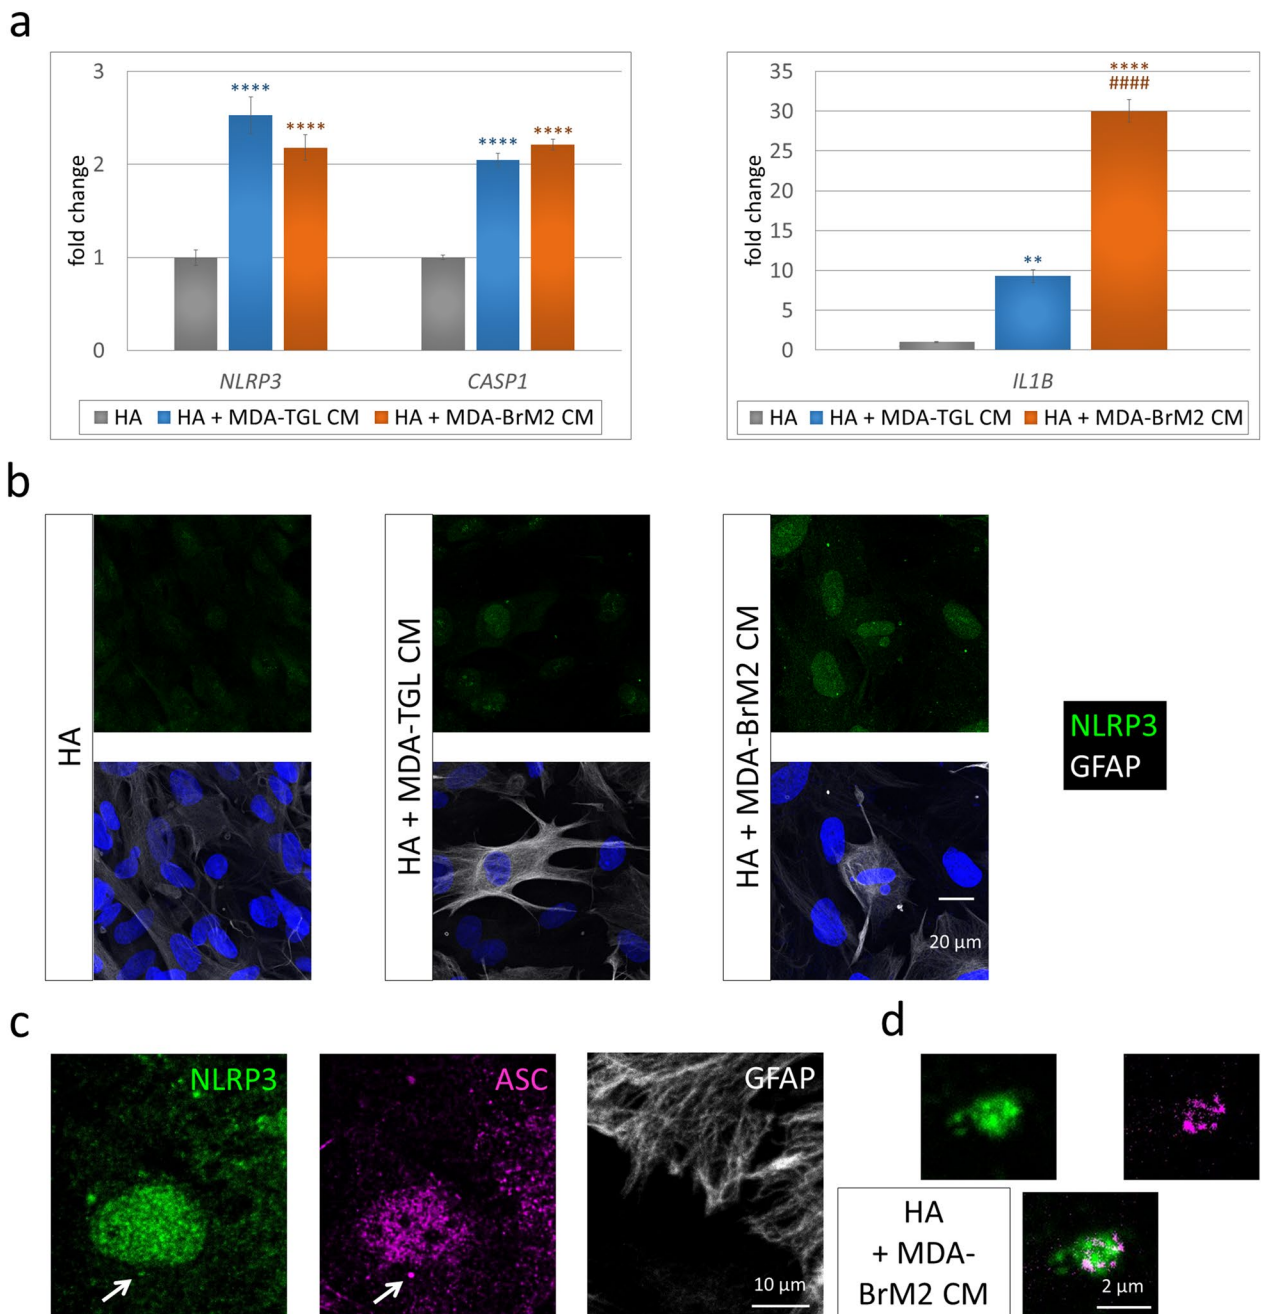 a
3
2
1
0
fold change
****
****
****
****
NLRP3
CASP1
HA
HA + MDA-TGL CM
HA + MDA-BrM2 CM
35
30
25
20
15
10
5
0
fold change
**
****
####
IL1B
HA
HA + MDA-TGL CM
HA + MDA-BrM2 CM
b
HA
HA + MDA-TGL CM
HA + MDA-BrM2 CM
20 µm
NLRP3
GFAP
c
NLRP3
ASC
GFAP
10 µm
d
HA
+ MDA-
BrM2 CM
2 µm